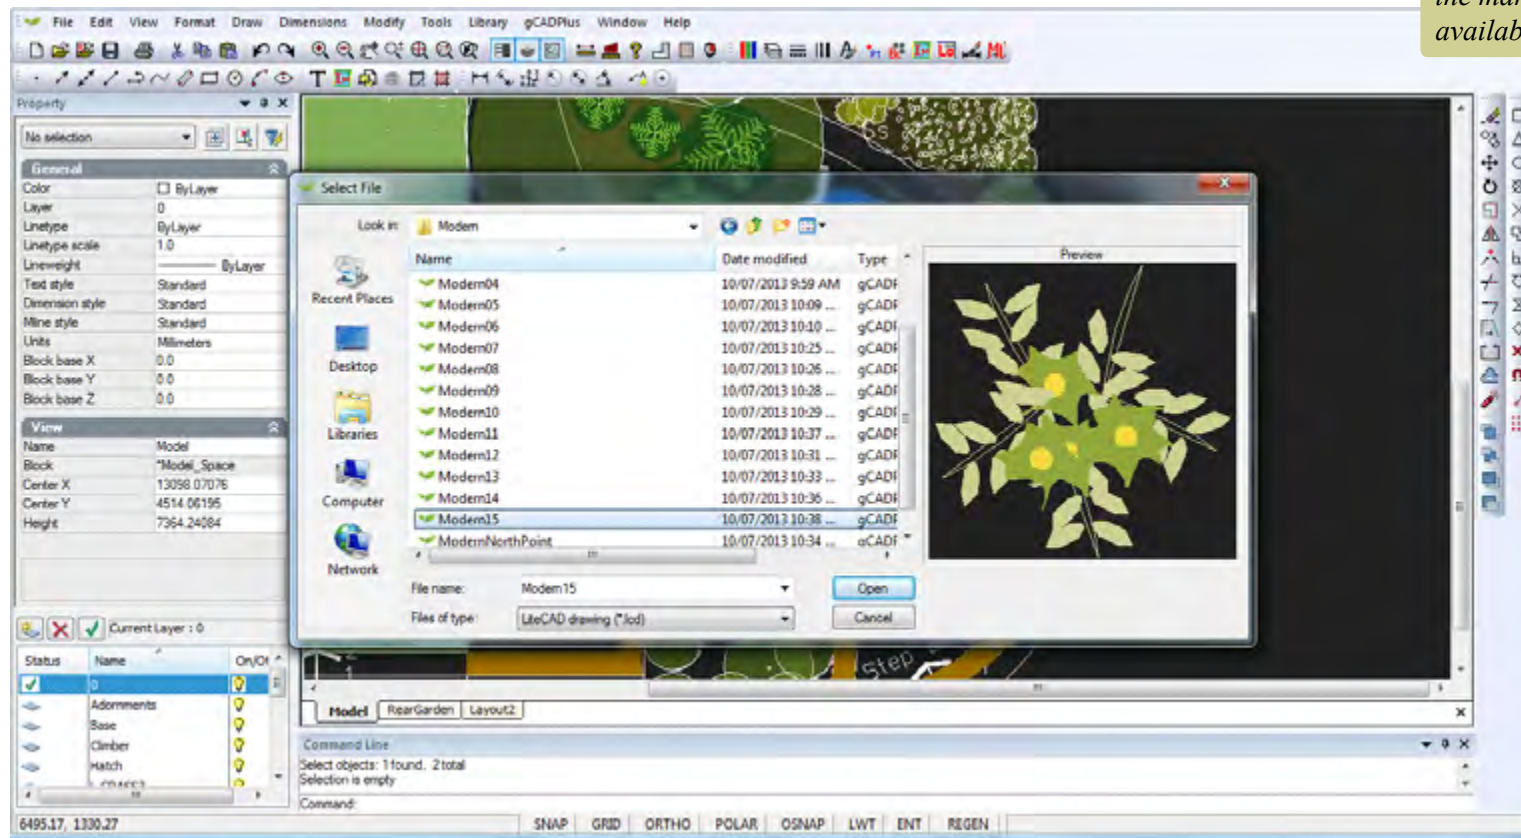 the mar
availab
File Edit View Format Draw Dimensions Modify Tools Library gCADPlus Window Help
Property
No selection
General
Color ByLayer
Layer 0
Linetype ByLayer
Linetype scale 1.0
Lineweight ByLayer
Text style Standard
Dimension style Standard
Mline style Standard
Units Millimeters
Block base X 0.0
Block base Y 0.0
Block base Z 0.0
View
Name Model
Block *Model_Space
Center X 13098.07076
Center Y 4514.06195
Height 7364.24084
Current Layer : 0
Status Name On/Of
0
Adornments
Base
Climber
Hatch
Select File
Look in: Modern
Recent Places
Desktop
Libraries
Computer
Network
Name Date modified Type
Modern04 10/07/2013 9:59 AM gCADP
Modern05 10/07/2013 10:09 ... gCADP
Modern06 10/07/2013 10:10 ... gCADP
Modern07 10/07/2013 10:25 ... gCADP
Modern08 10/07/2013 10:26 ... gCADP
Modern09 10/07/2013 10:28 ... gCADP
Modern10 10/07/2013 10:29 ... gCADP
Modern11 10/07/2013 10:37 ... gCADP
Modern12 10/07/2013 10:31 ... gCADP
Modern13 10/07/2013 10:33 ... gCADP
Modern14 10/07/2013 10:36 ... gCADP
Modern15 10/07/2013 10:38 ... gCADP
ModernNorthPoint 10/07/2013 10:34 ... gCADP
Preview
File name: Modern15 Open
Files of type: LiteCAD drawing (*.lcd) Cancel
Step
Model RearGarden Layout2
Command Line
Select objects: 1 found, 2 total
Selection is empty
Command:
6495.17, 1330.27 SNAP GRID ORTHO POLAR OSNAP LWT ENT REGEN